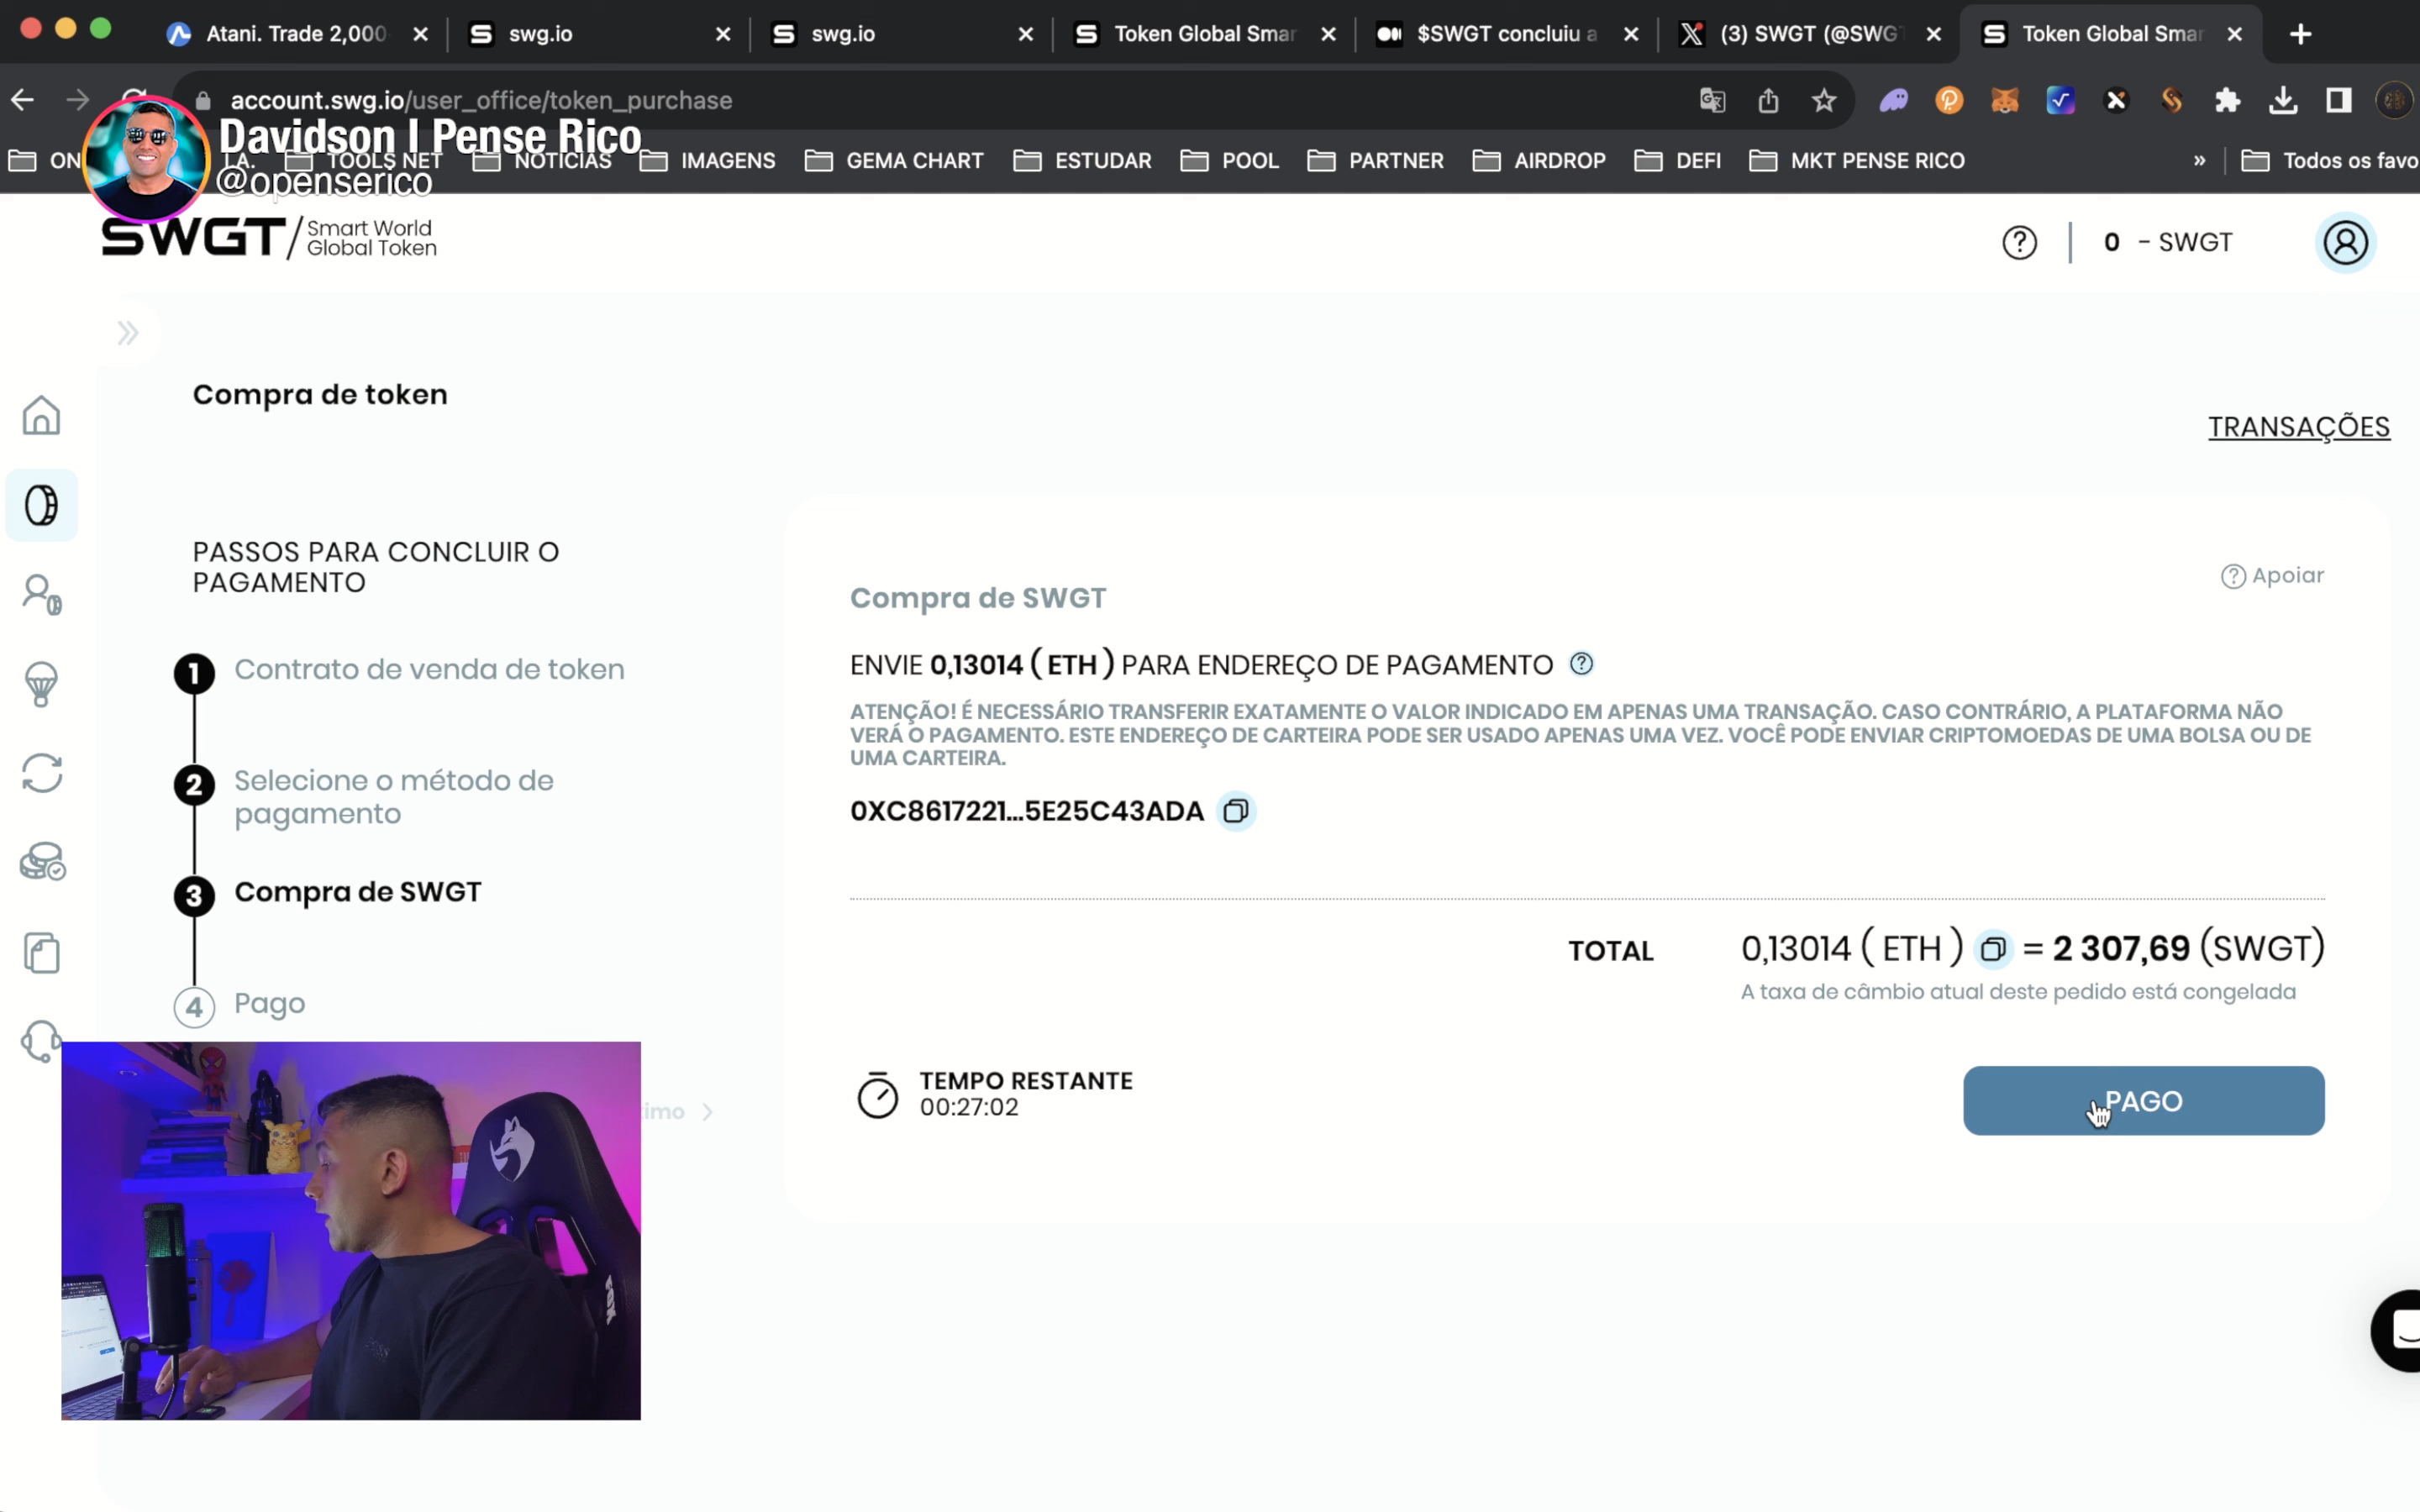 Atani. Trade 2,000
swg.io
swg.io
Token Global Smar
$SWGT concluiu a
(3) SWGT (@SWG
Token Global Smar
account.swg.io/user_office/token_purchase
Davidson I Pense Rico
@openserico
ON
I.A.
TOOLS NET
NOTICIAS
IMAGENS
GEMA CHART
ESTUDAR
POOL
PARTNER
AIRDROP
DEFI
MKT PENSE RICO
»
Todos os favo
SWGT/ Smart World
Global Token
0 - SWGT
Compra de token
TRANSAÇÕES
PASSOS PARA CONCLUIR O
PAGAMENTO
1 Contrato de venda de token
2 Selecione o método de
pagamento
3 Compra de SWGT
4 Pago
timo
Apoiar
Compra de SWGT
ENVIE 0,13014 ( ETH ) PARA ENDEREÇO DE PAGAMENTO
ATENÇÃO! É NECESSÁRIO TRANSFERIR EXATAMENTE O VALOR INDICADO EM APENAS UMA TRANSAÇÃO. CASO CONTRÁRIO, A PLATAFORMA NÃO
VERÁ O PAGAMENTO. ESTE ENDEREÇO DE CARTEIRA PODE SER USADO APENAS UMA VEZ. VOCÊ PODE ENVIAR CRIPTOMOEDAS DE UMA BOLSA OU DE
UMA CARTEIRA.
0XC8617221...5E25C43ADA
TOTAL 0,13014 ( ETH ) = 2 307,69 (SWGT)
A taxa de câmbio atual deste pedido está congelada
TEMPO RESTANTE
00:27:02
PAGO
FOX